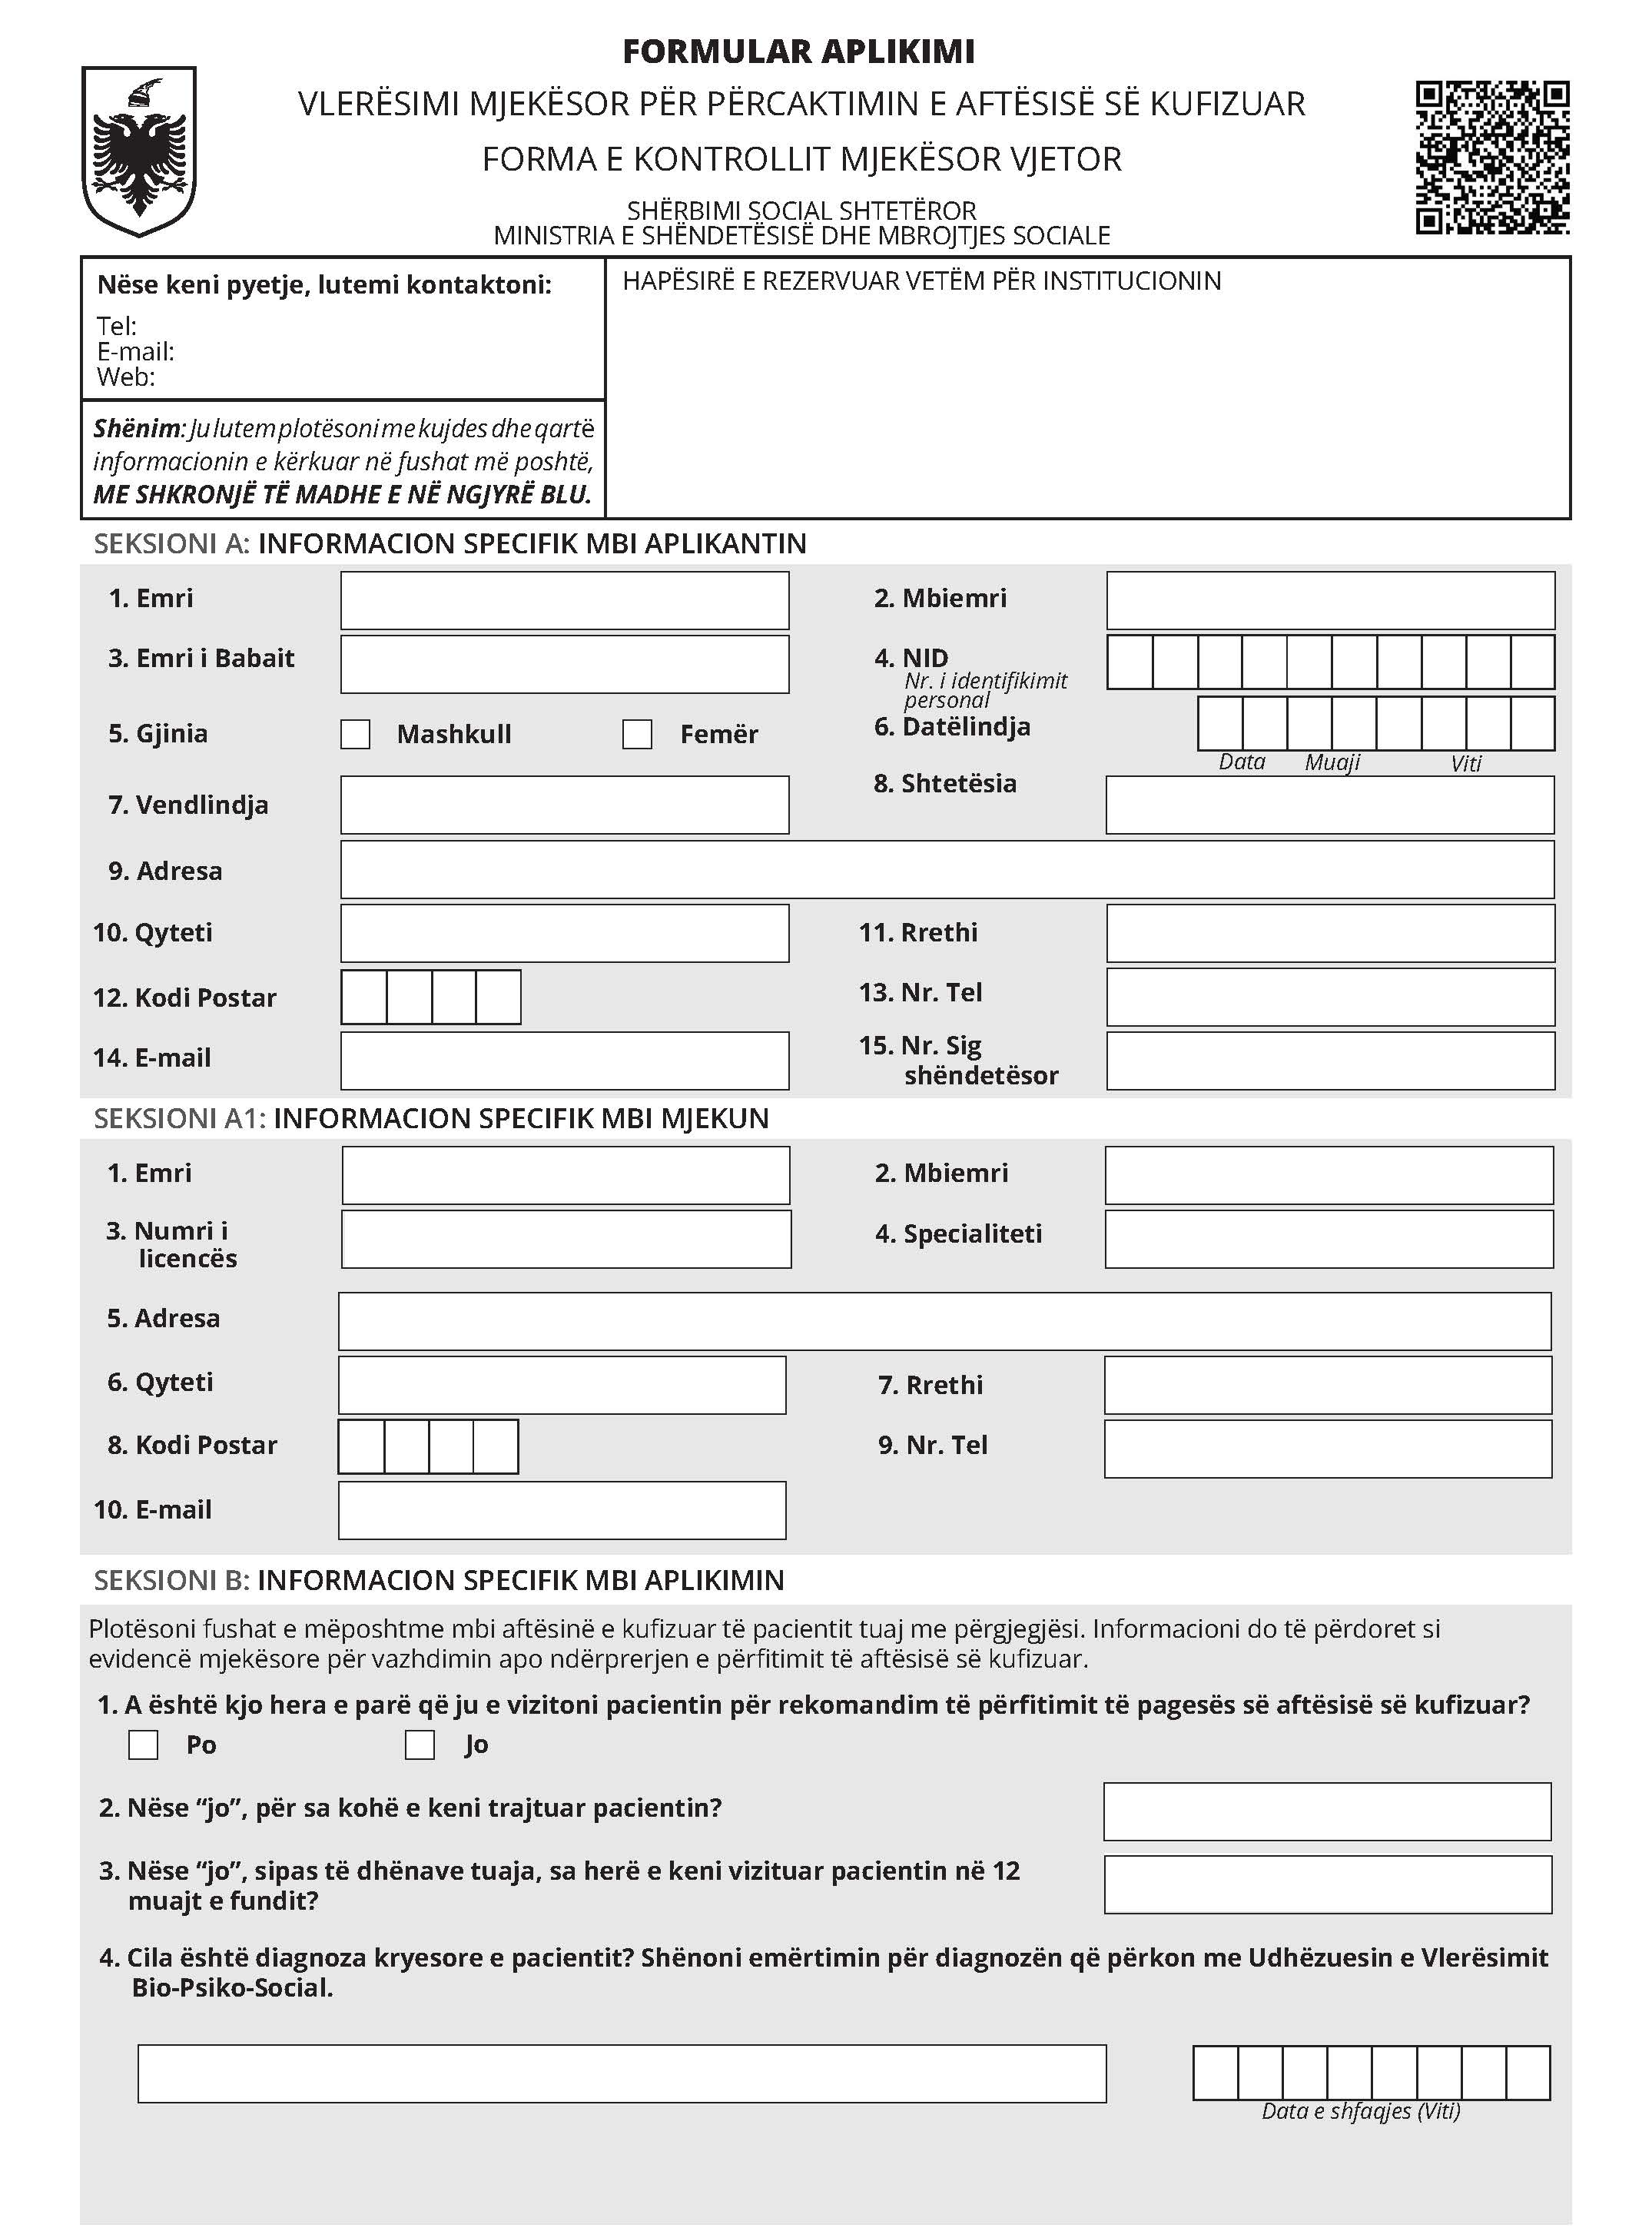 FORMULAR APLIKIMI
VLERËSIMI MJEKËSOR PËR PËRCAKTIMIN E AFTËSISË SË KUFIZUAR
FORMA E KONTROLLIT MJEKËSOR VJETOR
SHËRBIMI SOCIAL SHTETËROR
MINISTRIA E SHËNDETËSISË DHE MBROJTJES SOCIALE
Nëse keni pyetje, lutemi kontaktoni:
Tel:
E-mail:
Web:
Shënim: Ju lutem plotësoni me kujdes dhe qartë
informacionin e kërkuar në fushat më poshtë,
ME SHKRONJË TË MADHE E NË NGJYRË BLU.
HAPËSIRË E REZERVUAR VETËM PËR INSTITUCIONIN
SEKSIONI A: INFORMACION SPECIFIK MBI APLIKANTIN
1. Emri
2. Mbiemri
3. Emri i Babait
4. NID
Nr. i identifikimit
personal
5. Gjinia
Mashkull
Femër
6. Datëlindja
Data Muaji Viti
7. Vendlindja
8. Shtetësia
9. Adresa
10. Qyteti
11. Rrethi
12. Kodi Postar
13. Nr. Tel
14. E-mail
15. Nr. Sig
shëndetësor
SEKSIONI A1: INFORMACION SPECIFIK MBI MJEKUN
1. Emri
2. Mbiemri
3. Numri i
licencës
4. Specialiteti
5. Adresa
6. Qyteti
7. Rrethi
8. Kodi Postar
9. Nr. Tel
10. E-mail
SEKSIONI B: INFORMACION SPECIFIK MBI APLIKIMIN
Plotësoni fushat e mëposhtme mbi aftësinë e kufizuar të pacientit tuaj me përgjegjësi. Informacioni do të përdoret si
evidencë mjekësore për vazhdimin apo ndërprerjen e përfitimit të aftësisë së kufizuar.
1. A është kjo hera e parë që ju e vizitoni pacientin për rekomandim të përfitimit të pagesës së aftësisë së kufizuar?
Po
Jo
2. Nëse “jo”, për sa kohë e keni trajtuar pacientin?
3. Nëse “jo”, sipas të dhënave tuaja, sa herë e keni vizituar pacientin në 12
muajt e fundit?
4. Cila është diagnoza kryesore e pacientit? Shënoni emërtimin për diagnozën që përkon me Udhëzuesin e Vlerësimit
Bio-Psiko-Social.
Data e shfaqjes (Viti)